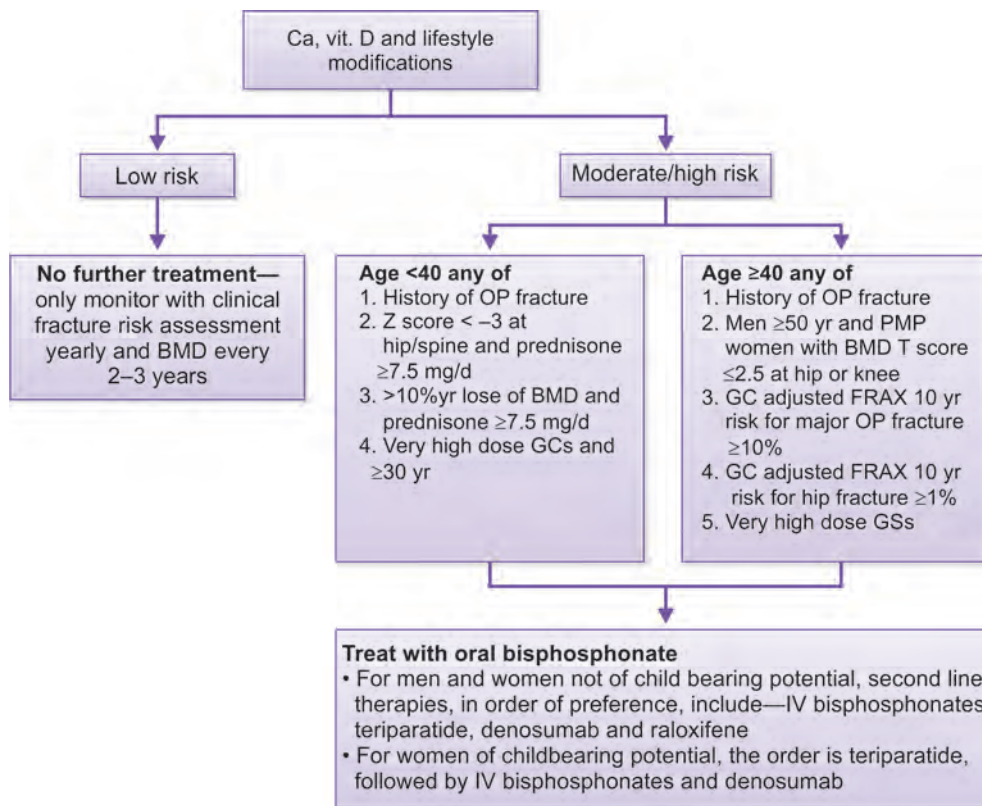 Ca, vit. D and lifestyle
modifications
Low risk
Moderate/high risk
No further treatment—
only monitor with clinical
fracture risk assessment
yearly and BMD every
2–3 years
Age <40 any of
1. History of OP fracture
2. Z score < –3 at
hip/spine and prednisone
≥7.5 mg/d
3. >10%yr lose of BMD and
prednisone ≥7.5 mg/d
4. Very high dose GCs and
≥30 yr
Age ≥40 any of
1. History of OP fracture
2. Men ≥50 yr and PMP
women with BMD T score
≤2.5 at hip or knee
3. GC adjusted FRAX 10 yr
risk for major OP fracture
≥10%
4. GC adjusted FRAX 10 yr
risk for hip fracture ≥1%
5. Very high dose GSs
Treat with oral bisphosphonate
• For men and women not of child bearing potential, second line
therapies, in order of preference, include—IV bisphosphonates
teriparatide, denosumab and raloxifene
• For women of childbearing potential, the order is teriparatide,
followed by IV bisphosphonates and denosumab